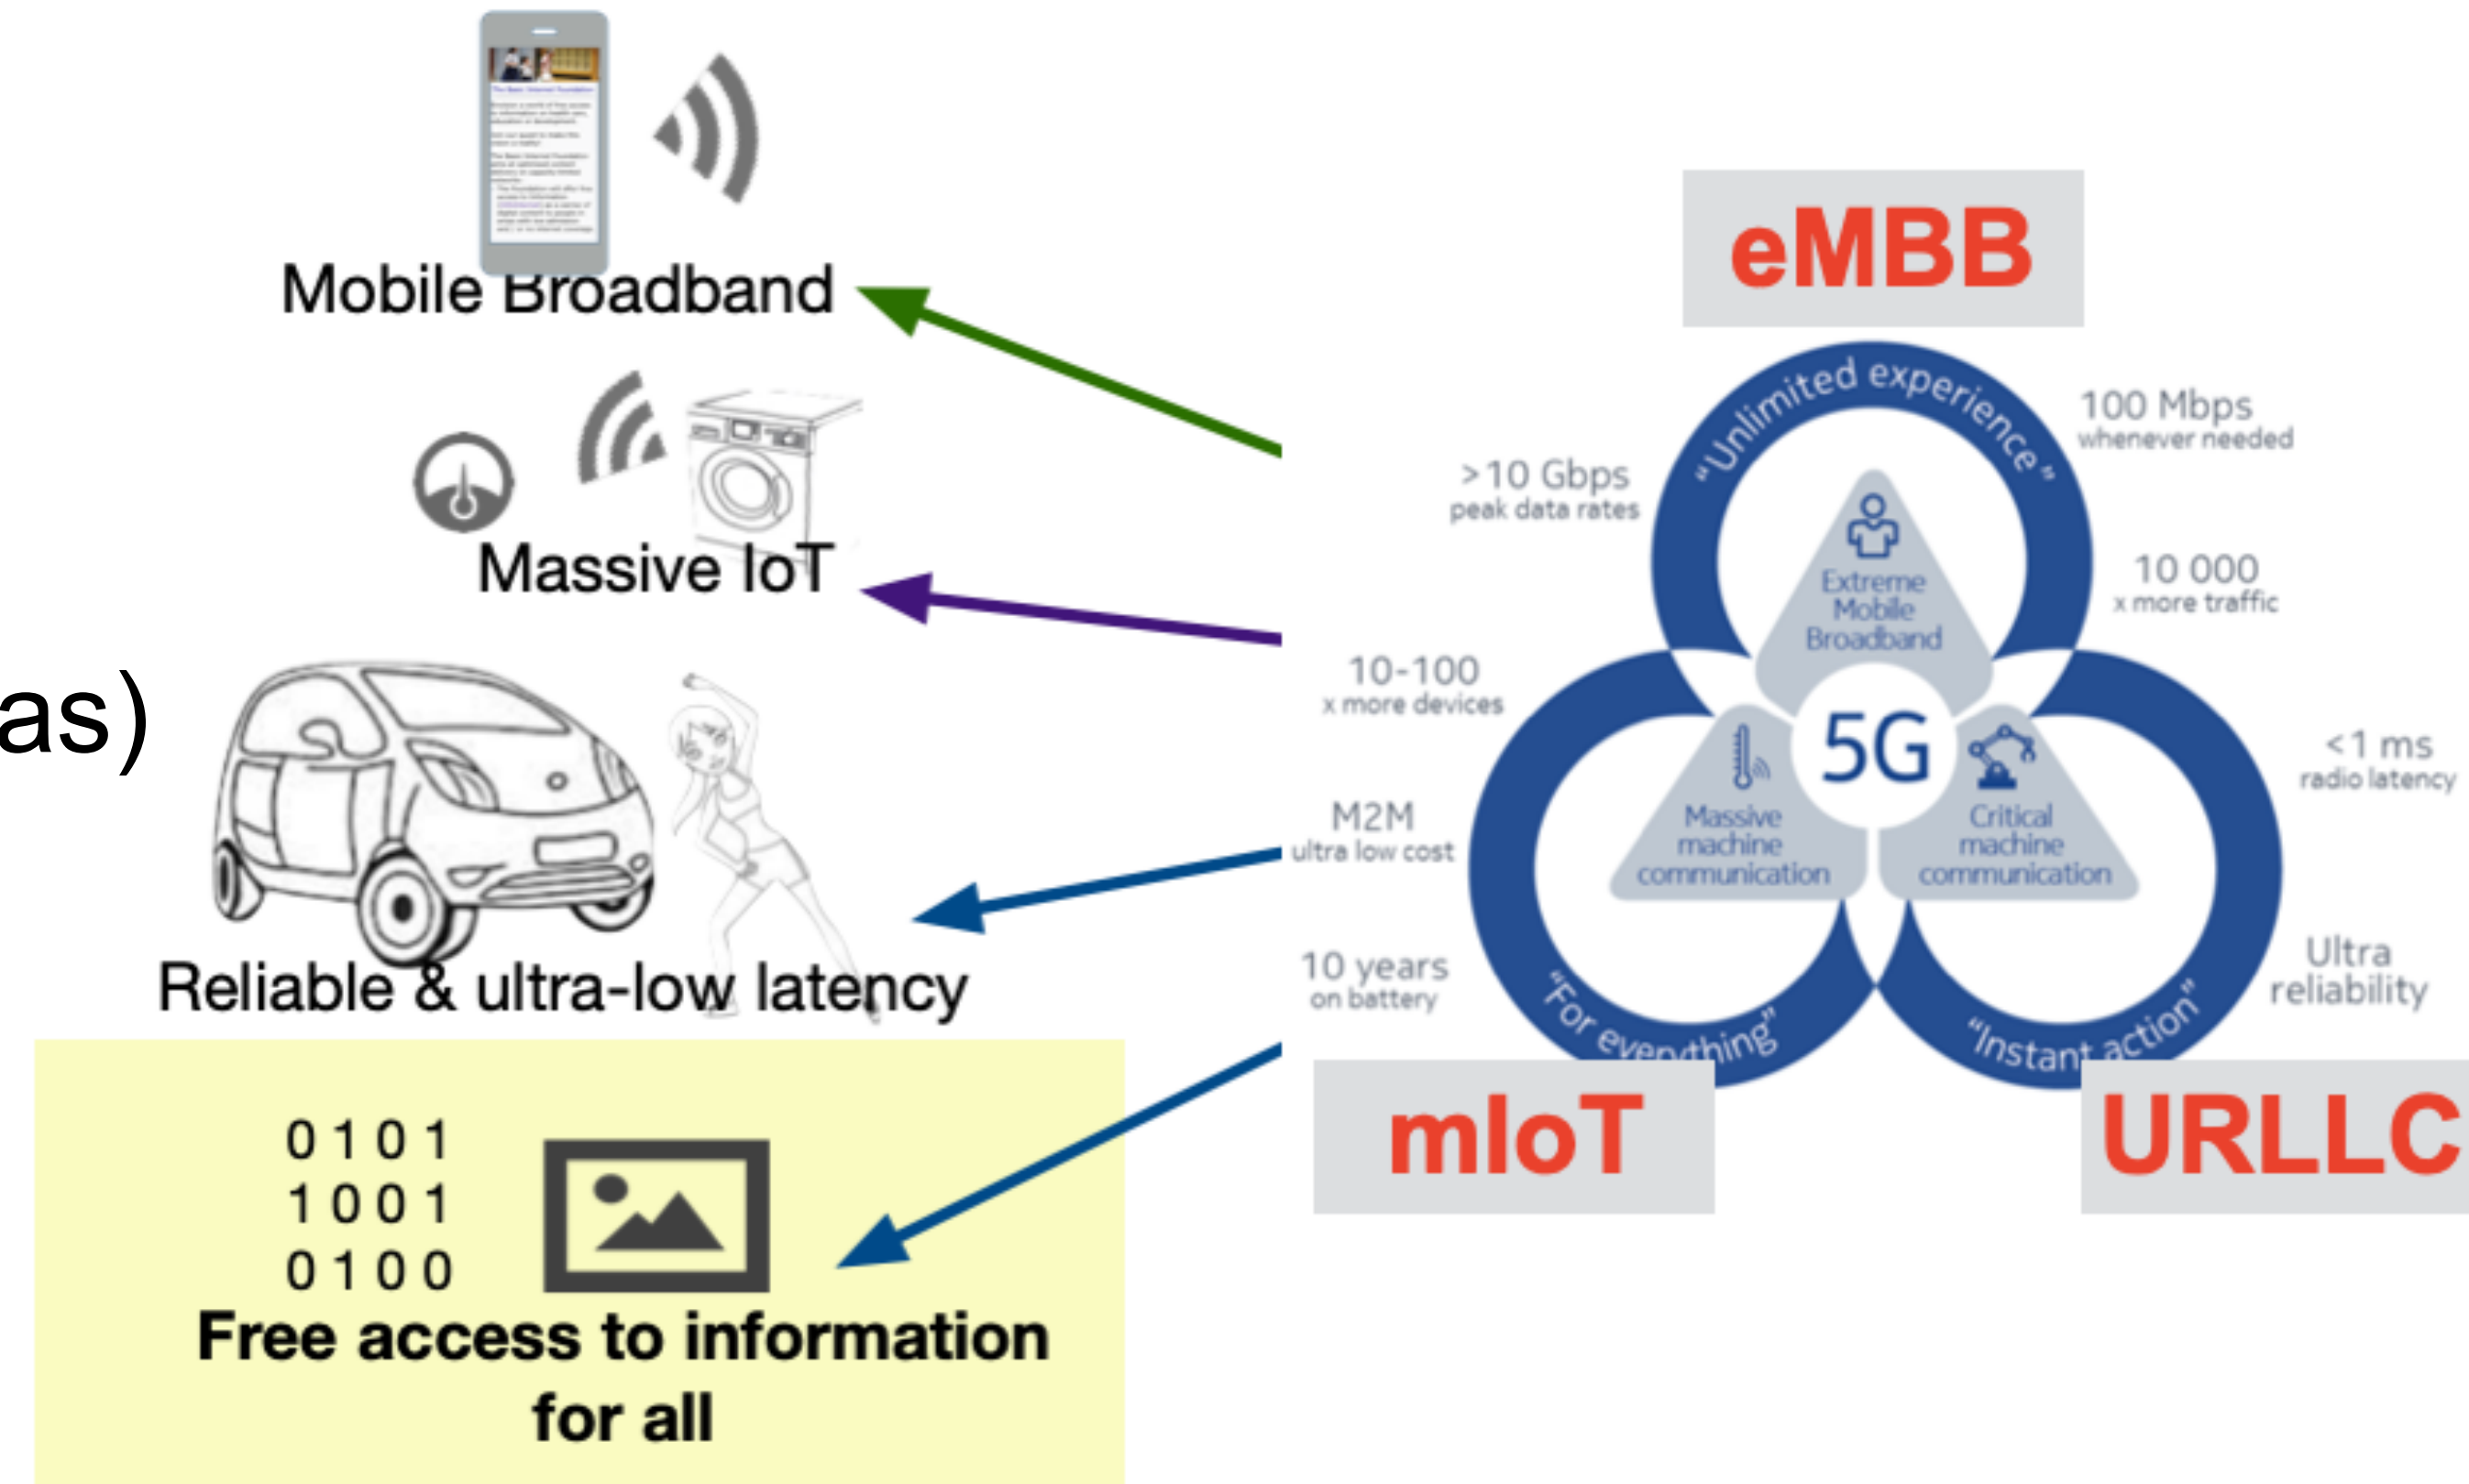 The Basic Internet Foundation
Mobile Broadband
Massive IoT
as)
Reliable & ultra-low latency
0 1 0 1
1 0 0 1
0 1 0 0
Free access to information
for all
eMBB
"Unlimited experience"
100 Mbps
whenever needed
>10 Gbps
peak data rates
10 000
x more traffic
Extreme
Mobile
Broadband
10-100
x more devices
5G
<1 ms
radio latency
M2M
ultra low cost
Massive
machine
communication
Critical
machine
communication
10 years
on battery
Ultra
reliability
"For everything"
"Instant action"
mIoT
URLLC